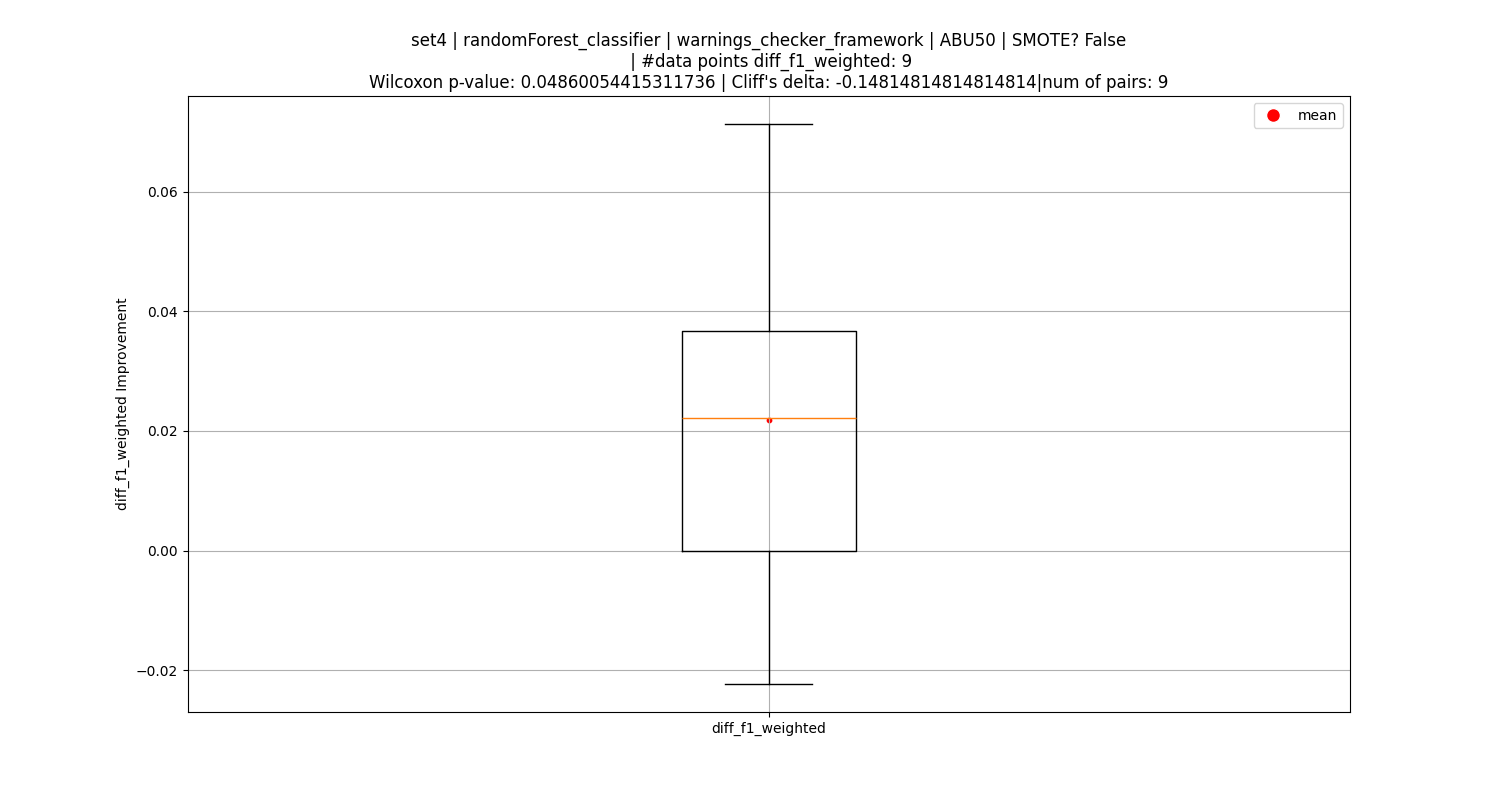 set4 | randomForest_classifier | warnings_checker_framework | ABU50 | SMOTE? False
| #data points diff_f1_weighted: 9
Wilcoxon p-value: 0.04860054415311736 | Cliff's delta: -0.14814814814814814|num of pairs: 9
mean
0.06
0.04
0.02
0.00
−0.02
diff_f1_weighted Improvement
diff_f1_weighted